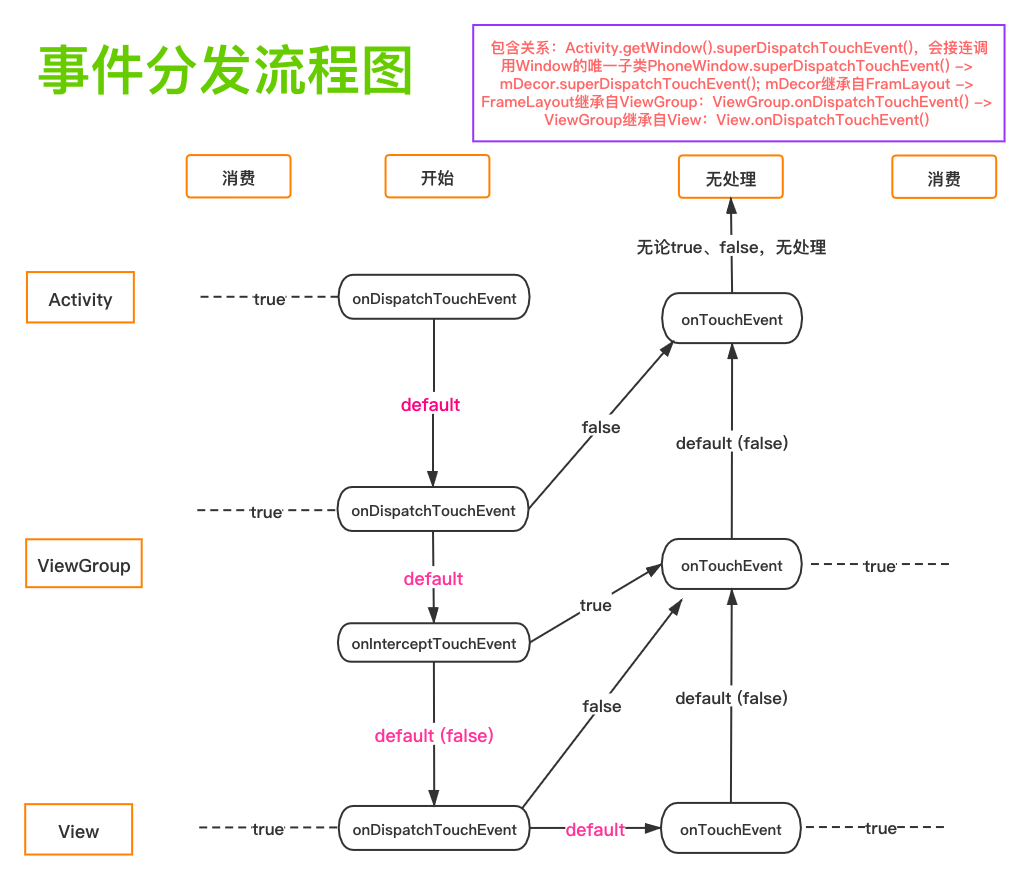 事件分发流程图
包含关系：Activity.getWindow().superDispatchTouchEvent()，会接连调
用Window的唯一子类PhoneWindow.superDispatchTouchEvent() ->
mDecor.superDispatchTouchEvent(); mDecor继承自FramLayout ->
FrameLayout继承自ViewGroup：ViewGroup.onDispatchTouchEvent() ->
ViewGroup继承自View：View.onDispatchTouchEvent()
消费
开始
无处理
消费
无论true、false，无处理
Activity
true
onDispatchTouchEvent
onTouchEvent
default
false
default (false)
true
onDispatchTouchEvent
ViewGroup
default
onTouchEvent
true
true
onInterceptTouchEvent
false
default (false)
default (false)
View
true
onDispatchTouchEvent
default
onTouchEvent
true